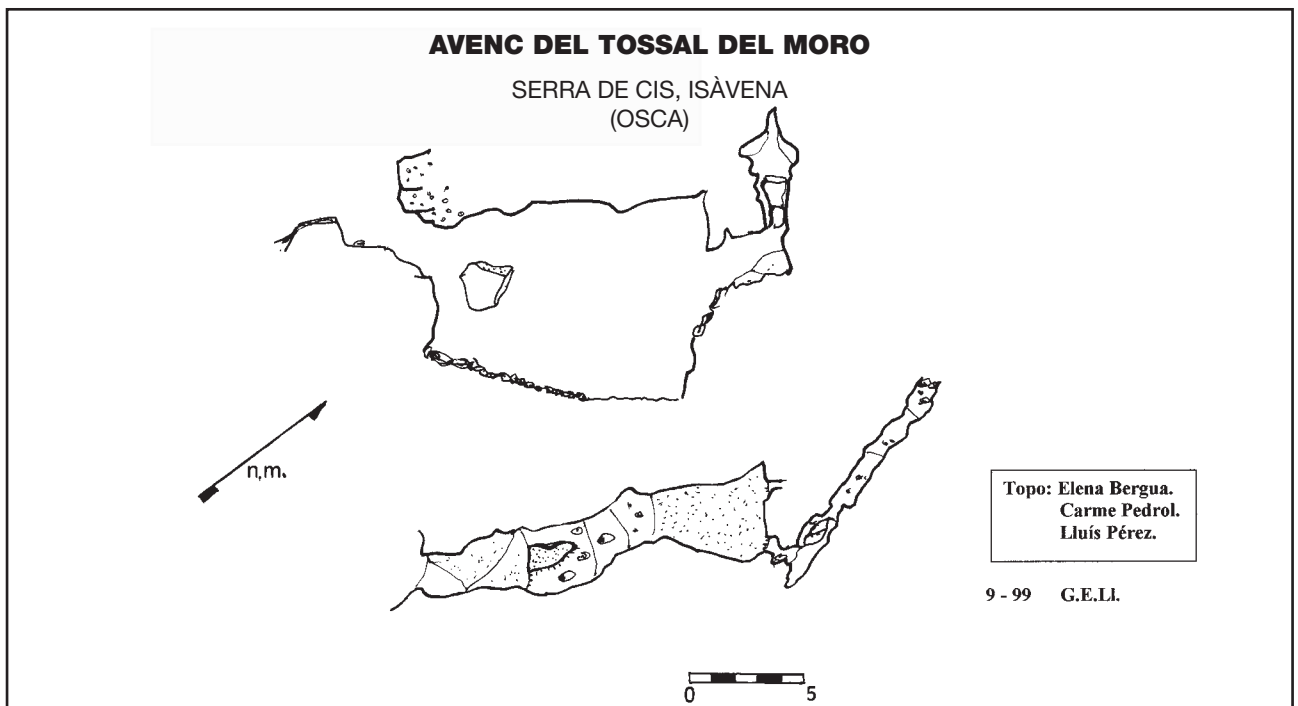 AVENC DEL TOSSAL DEL MORO
SERRA DE CIS, ISÀVENA
(OSCA)
n,m.
Topo: Elena Bergua.
Carme Pedrol.
Lluís Pérez.
9 - 99 G.E.Ll.
0 5